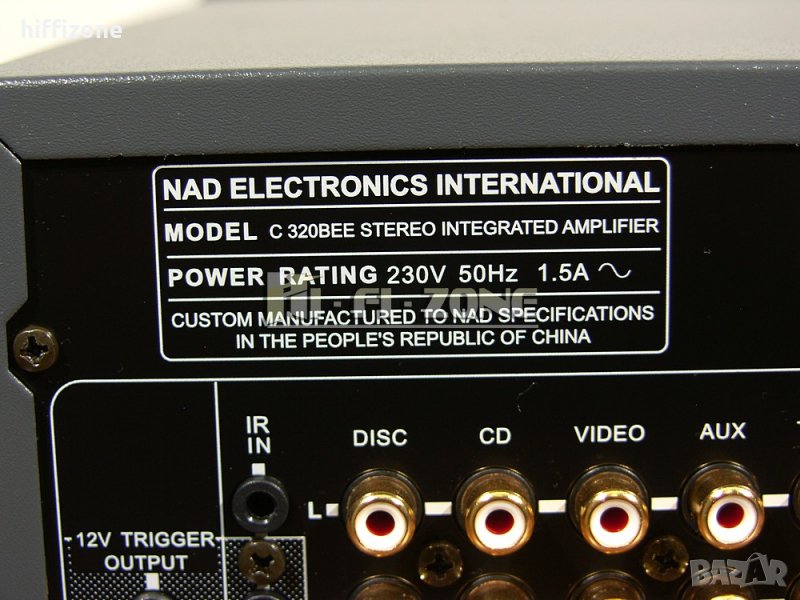 hiffizone
NAD ELECTRONICS INTERNATIONAL
MODEL C 320BEE STEREO INTEGRATED AMPLIFIER
POWER RATING 230V 50Hz 1.5A
HI-FI-ZONE
CUSTOM MANUFACTURED TO NAD SPECIFICATIONS
IN THE PEOPLE'S REPUBLIC OF CHINA
IR
IN
DISC CD VIDEO AUX
L
12V TRIGGER
OUTPUT
BAZAR